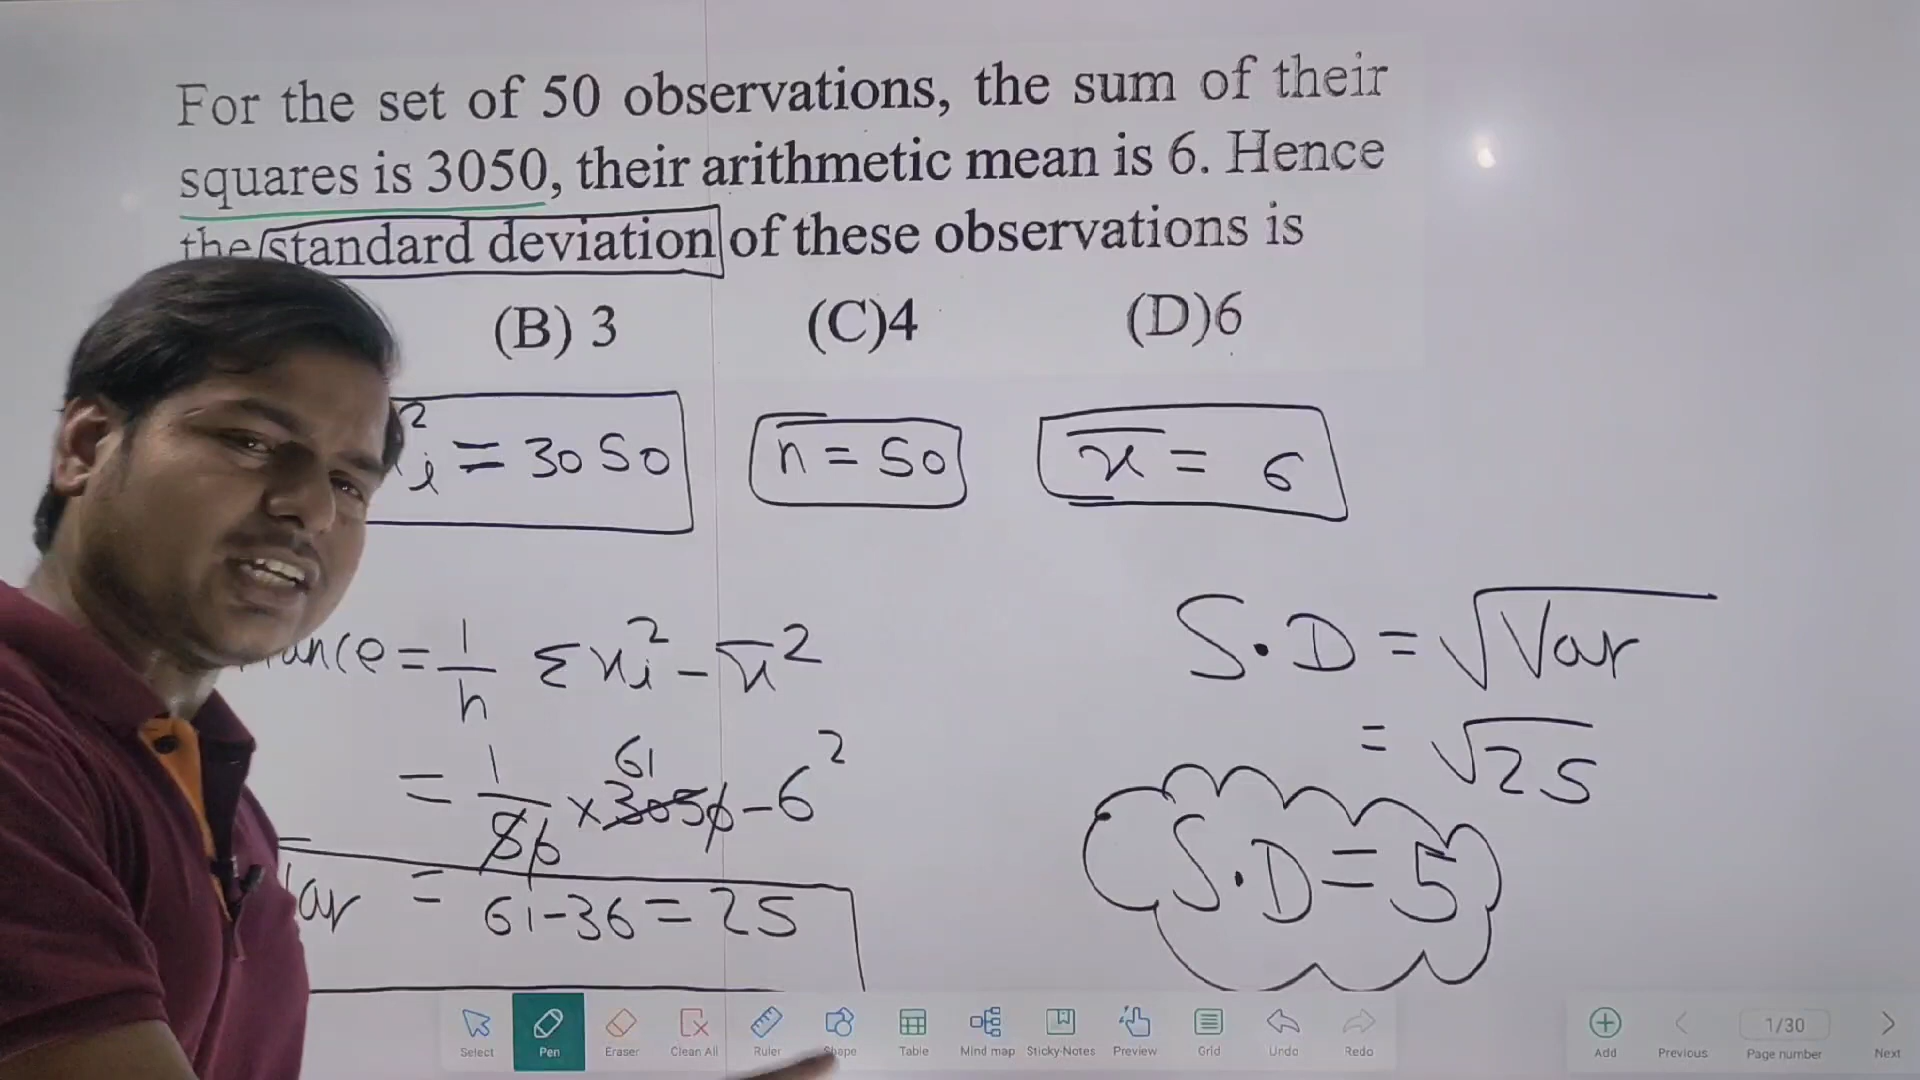 For the set of 50 observations, the sum of their
squares is 3050, their arithmetic mean is 6. Hence
the standard deviation of these observations is
(B) 3 (C)4 (D)6
² i = 3050 n = 50 x̄ = 6
ance = 1/n Σxi² - x̄²
= 1/50 × 3050 61 - 6²
ar = 61-36 = 25
S.D = √Var
= √25
S.D = 5
Select Pen Eraser Clean All Ruler Shape Table Mind map Sticky-Notes Preview Grid Undo Redo Add Previous 1/30 Page number Next